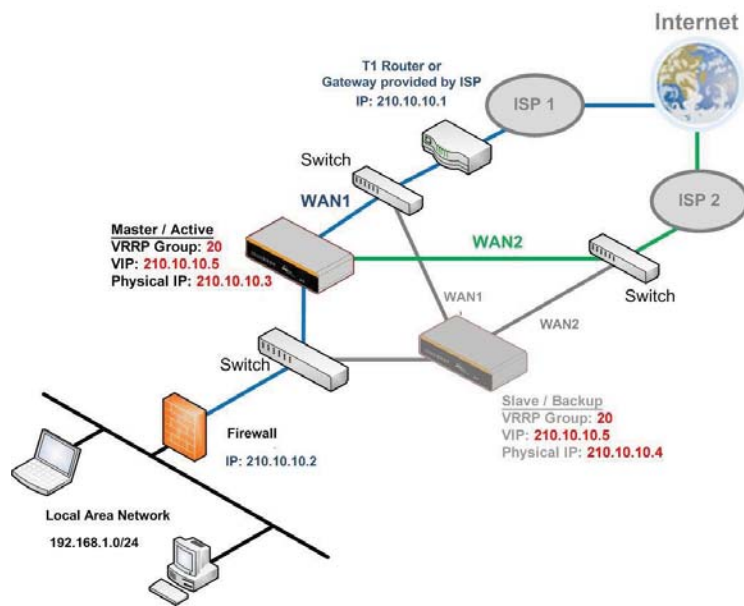 Internet
T1 Router or
Gateway provided by ISP
IP: 210.10.10.1
ISP 1
Switch
WAN1
ISP 2
Master / Active
VRRP Group: 20
VIP: 210.10.10.5
Physical IP: 210.10.10.3
WAN2
Switch
WAN1
WAN2
Switch
Slave / Backup
VRRP Group: 20
VIP: 210.10.10.5
Physical IP: 210.10.10.4
Firewall
IP: 210.10.10.2
Local Area Network
192.168.1.0/24